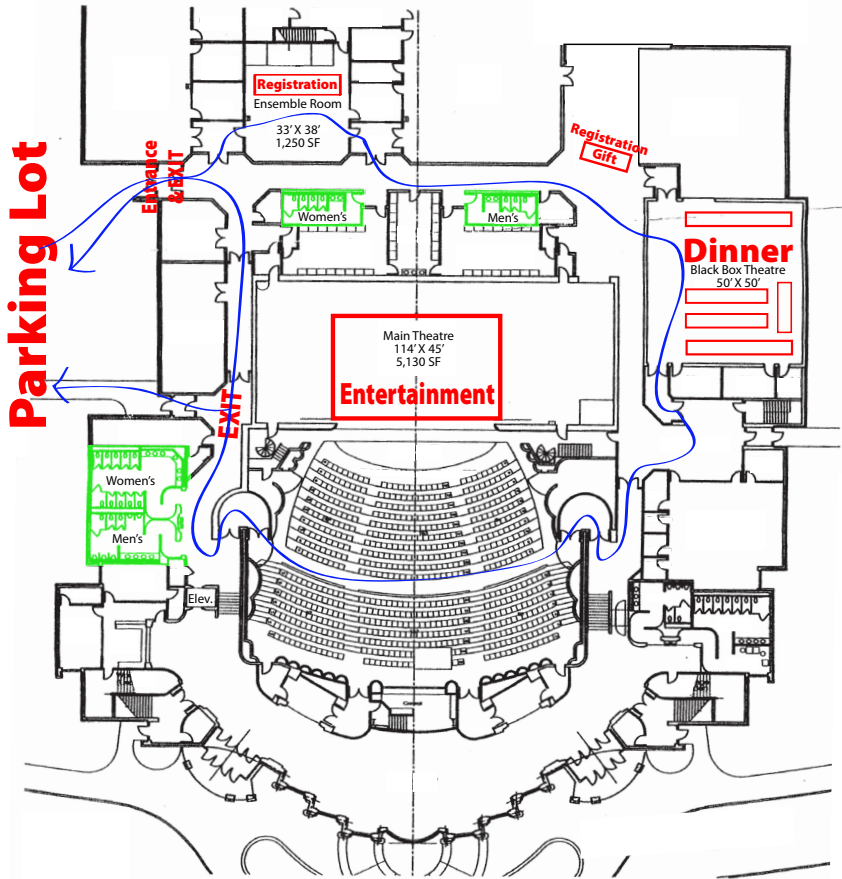 Registration
Ensemble Room
33’ X 38’
1,250 SF
Registration
Gift
Entrance
& EXIT
Parking Lot
Women’s
Men’s
Dinner
Black Box Theatre
50’ X 50’
Main Theatre
114’ X 45’
5,130 SF
Entertainment
EXIT
Women’s
Men’s
Elev.
Control